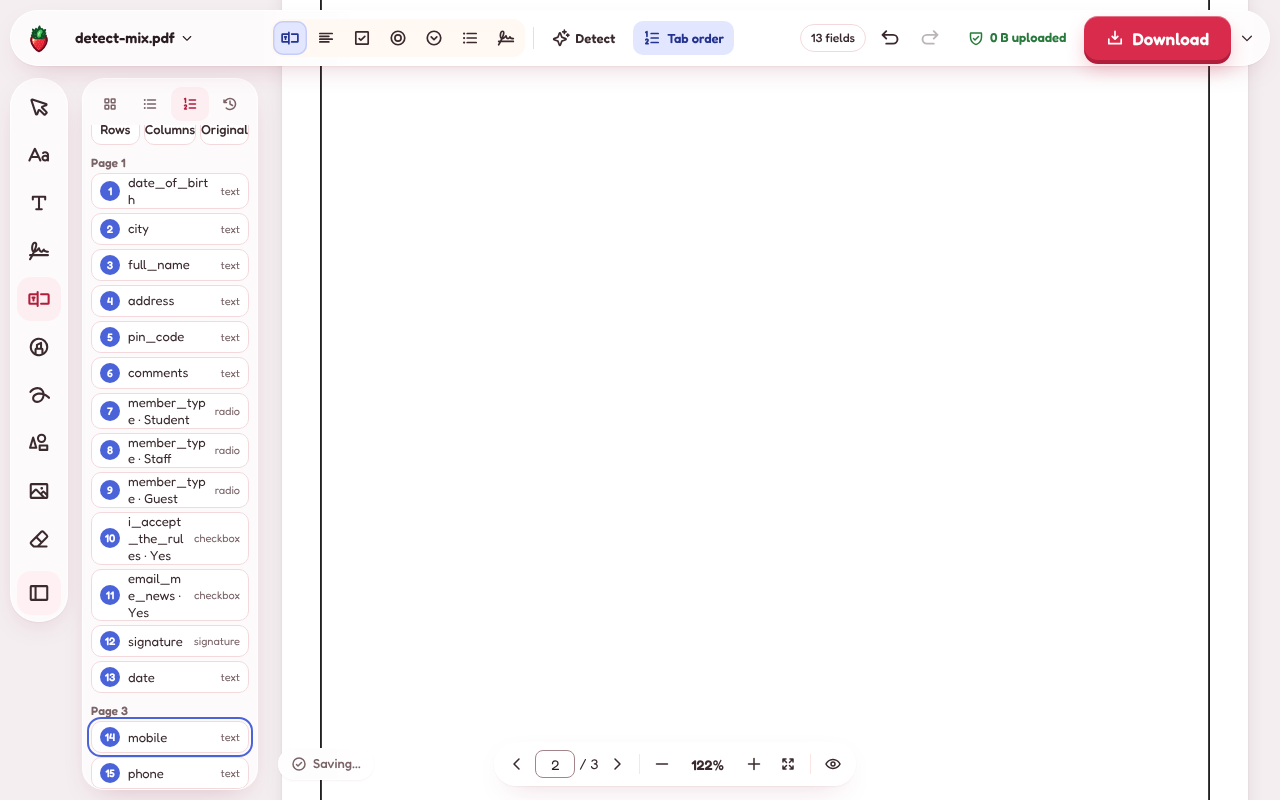 detect-mix.pdf
Aa
T
Detect
Tab order
13 fields
0 B uploaded
Download
Rows Columns Original
Page 1
1 date_of_birt
h text
2 city text
3 full_name text
4 address text
5 pin_code text
6 comments text
7 member_typ
e · Student radio
8 member_typ
e · Staff radio
9 member_typ
e · Guest radio
10 i_accept
_the_rul
es · Yes checkbox
11 email_m
e_news ·
Yes checkbox
12 signature signature
13 date text
Page 3
14 mobile text
15 phone text
Saving...
2 / 3
122%